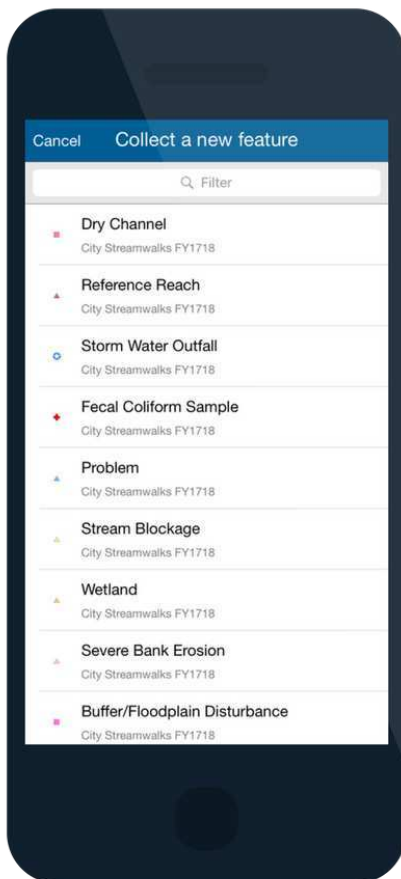 Cancel Collect a new feature
Filter
Dry Channel
City Streamwalks FY1718
Reference Reach
City Streamwalks FY1718
Storm Water Outfall
City Streamwalks FY1718
Fecal Coliform Sample
City Streamwalks FY1718
Problem
City Streamwalks FY1718
Stream Blockage
City Streamwalks FY1718
Wetland
City Streamwalks FY1718
Severe Bank Erosion
City Streamwalks FY1718
Buffer/Floodplain Disturbance
City Streamwalks FY1718